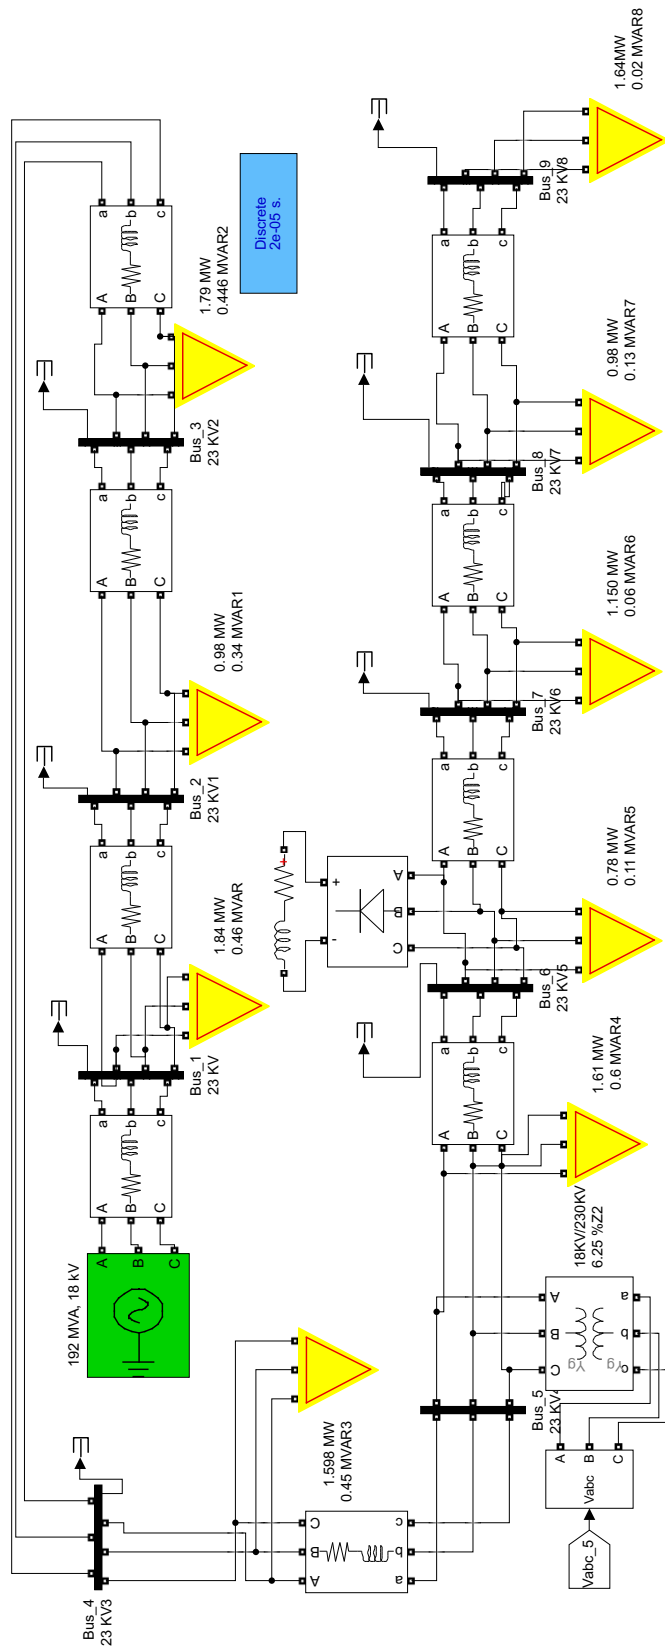 192 MVA, 18 kV
A
B
C
A
B
C
a
b
c
Bus_1
23 KV
1.84 MW
0.46 MVAR
A
B
C
a
b
c
Bus_2
23 KV1
0.98 MW
0.34 MVAR1
A
B
C
a
b
c
Bus_3
23 KV2
1.79 MW
0.446 MVAR2
A
B
C
a
b
c
Discrete
2e-05 s.
Bus_4
23 KV3
1.598 MW
0.45 MVAR3
A
B
C
a
b
c
Bus_5
Vabc_5
Vabc
A
B
C
18KV/230KV
6.25 %Z2
A
B
C
Yg
Yg
a
b
c
1.61 MW
0.6 MVAR4
A
B
C
a
b
c
Bus_6
23 KV5
+
-
A
B
C
+
0.78 MW
0.11 MVAR5
A
B
C
a
b
c
Bus_7
23 KV6
1.150 MW
0.06 MVAR6
A
B
C
a
b
c
Bus_8
23 KV7
0.98 MW
0.13 MVAR7
A
B
C
a
b
c
Bus_9
23 KV8
1.64MW
0.02 MVAR8